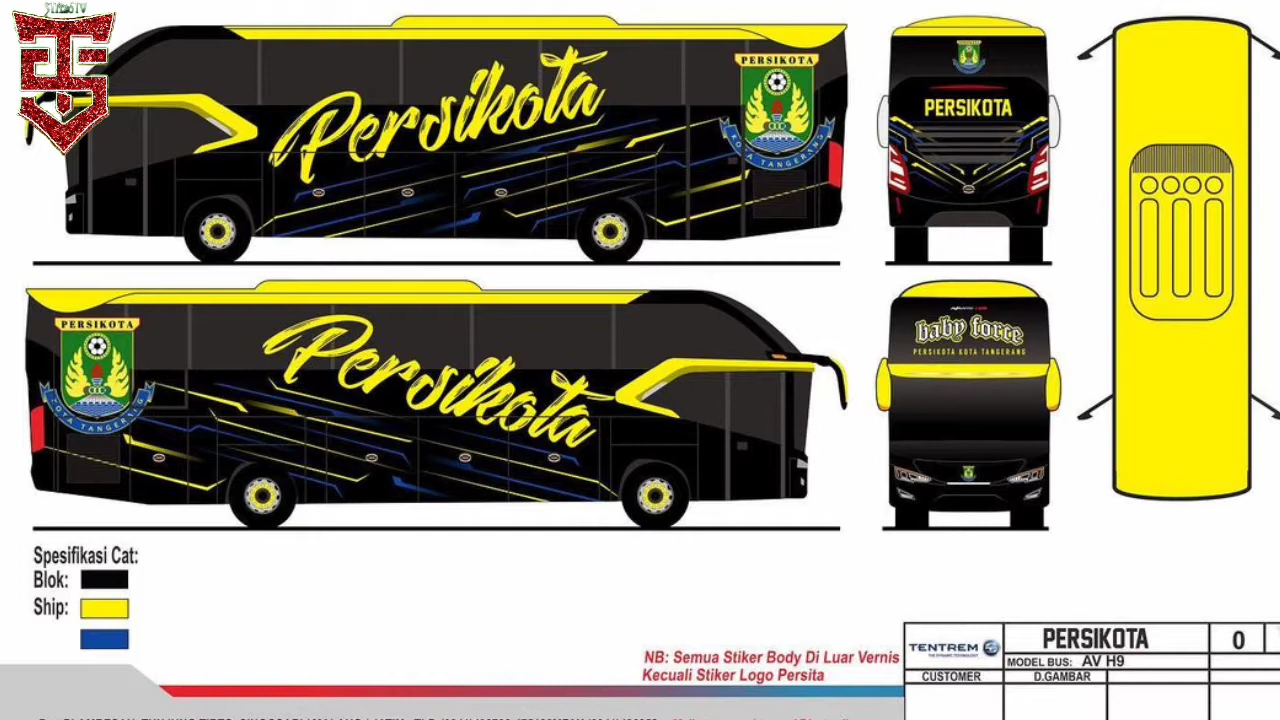 Persikota
PERSIKOTA
KOTA TANGERANG
PERSIKOTA
Persikota
PERSIKOTA
KOTA TANGERANG
baby force
PERSIKOTA KOTA TANGERANG
Spesifikasi Cat:
Blok:
Ship:
NB: Semua Stiker Body Di Luar Vernis
Kecuali Stiker Logo Persita
TENTREM
PERSIKOTA
0
MODEL BUS: AV H9
CUSTOMER
D.GAMBAR